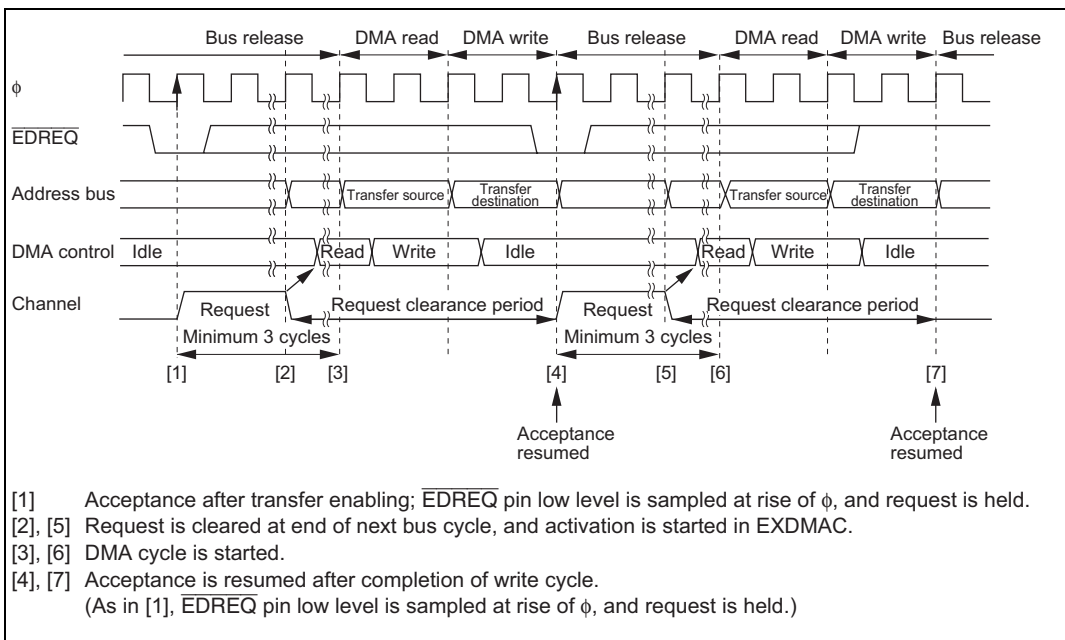 Bus release DMA read DMA write Bus release DMA read DMA write Bus release
ϕ
EDREQ
Address bus Transfer source Transfer destination Transfer source Transfer destination
DMA control Idle Read Write Idle Read Write Idle
Channel Request Request clearance period Request Request clearance period
Minimum 3 cycles Minimum 3 cycles
[1] [2] [3] [4] [5] [6] [7]
Acceptance resumed Acceptance resumed
[1] Acceptance after transfer enabling; EDREQ pin low level is sampled at rise of ϕ, and request is held.
[2], [5] Request is cleared at end of next bus cycle, and activation is started in EXDMAC.
[3], [6] DMA cycle is started.
[4], [7] Acceptance is resumed after completion of write cycle.
(As in [1], EDREQ pin low level is sampled at rise of ϕ, and request is held.)